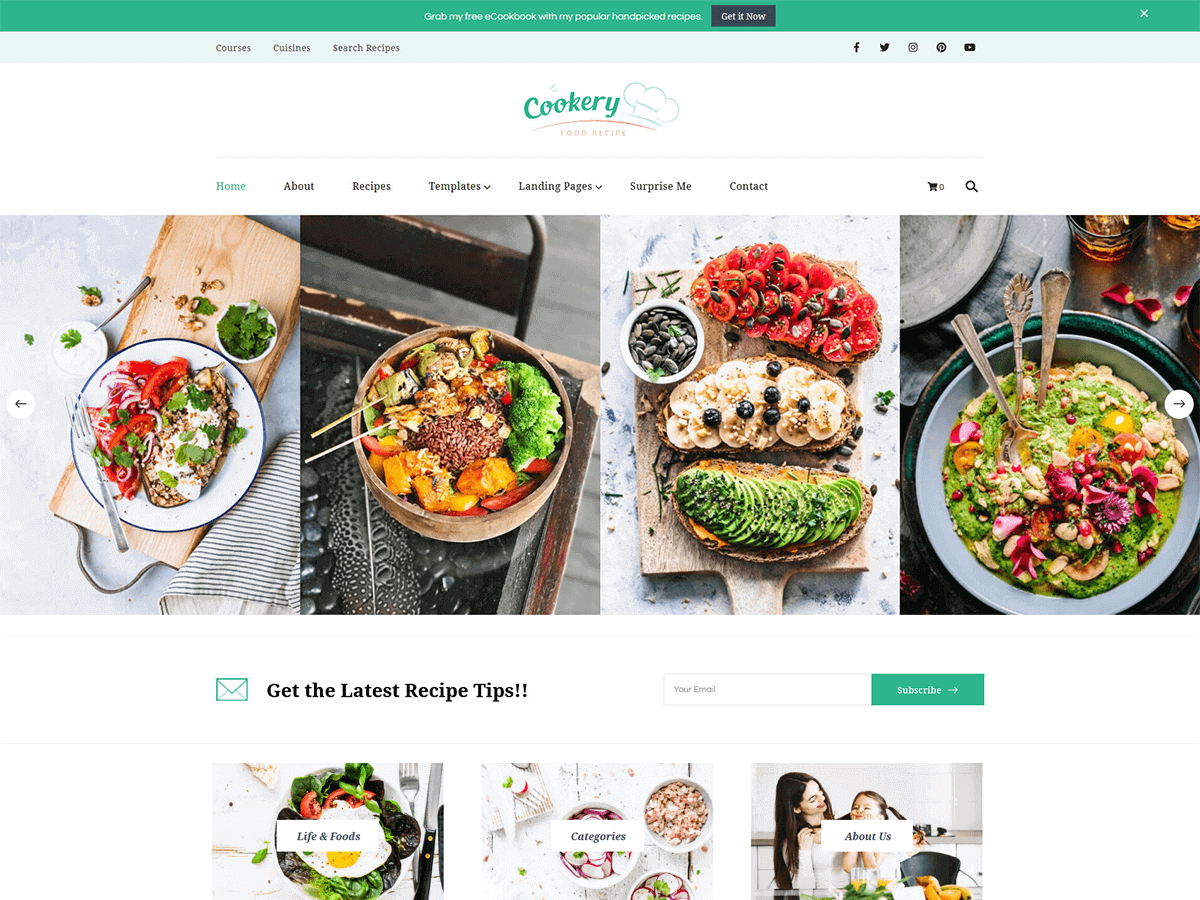 Grab my free eCookbook with my popular handpicked recipes. Get it Now
Courses Cuisines Search Recipes
Cookery
FOOD RECIPE
Home About Recipes Templates Landing Pages Surprise Me Contact 0
Get the Latest Recipe Tips!!
Your Email
Subscribe
Life & Foods
Categories
About Us